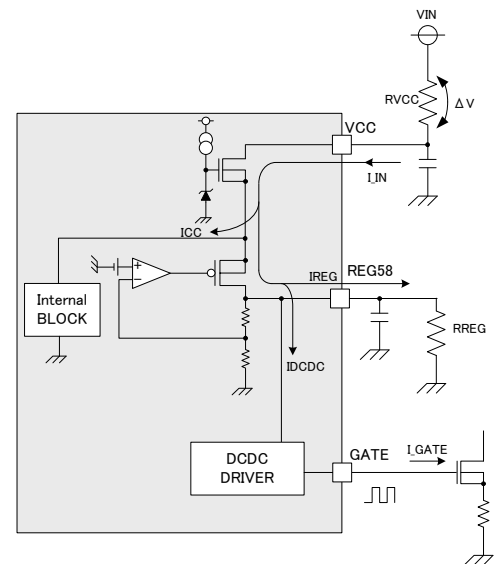 VIN
RVCC
ΔV
VCC
I_IN
ICC
IREG
REG58
+
-
Internal
BLOCK
RREG
IDCDC
DCDC
DRIVER
GATE
I_GATE